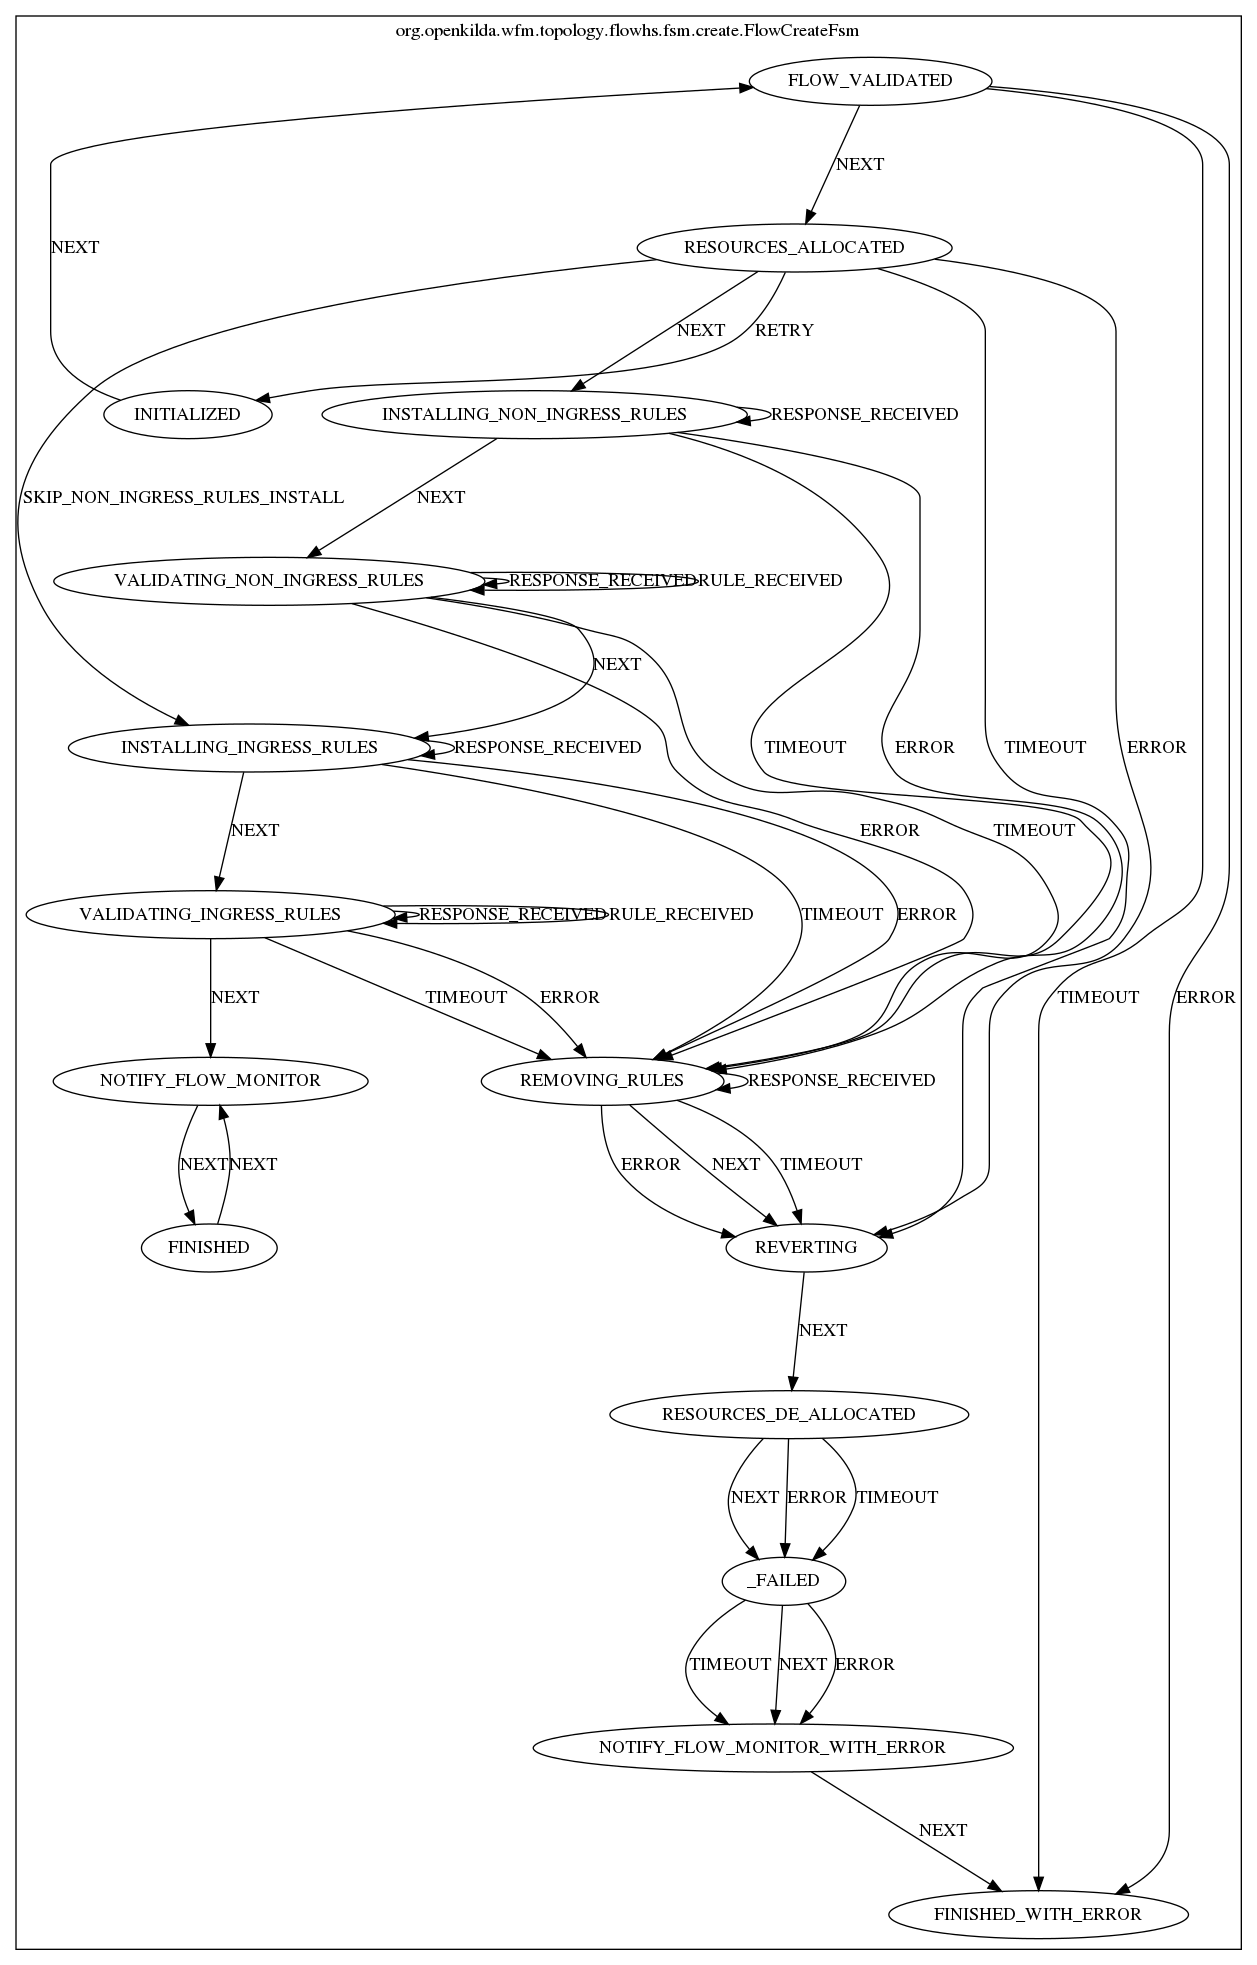 org.openkilda.wfm.topology.flowhs.fsm.create.FlowCreateFsm
FLOW_VALIDATED
NEXT
RESOURCES_ALLOCATED
NEXT
NEXT
RETRY
INITIALIZED
INSTALLING_NON_INGRESS_RULES
RESPONSE_RECEIVED
SKIP_NON_INGRESS_RULES_INSTALL
NEXT
VALIDATING_NON_INGRESS_RULES
RESPONSE_RECEIVED
RULE_RECEIVED
NEXT
INSTALLING_INGRESS_RULES
RESPONSE_RECEIVED
TIMEOUT
ERROR
TIMEOUT
ERROR
NEXT
ERROR
TIMEOUT
VALIDATING_INGRESS_RULES
RESPONSE_RECEIVED
RULE_RECEIVED
TIMEOUT
ERROR
NEXT
TIMEOUT
ERROR
TIMEOUT
ERROR
NOTIFY_FLOW_MONITOR
REMOVING_RULES
RESPONSE_RECEIVED
NEXT
NEXT
ERROR
NEXT
TIMEOUT
FINISHED
REVERTING
NEXT
RESOURCES_DE_ALLOCATED
NEXT
ERROR
TIMEOUT
_FAILED
TIMEOUT
NEXT
ERROR
NOTIFY_FLOW_MONITOR_WITH_ERROR
NEXT
FINISHED_WITH_ERROR